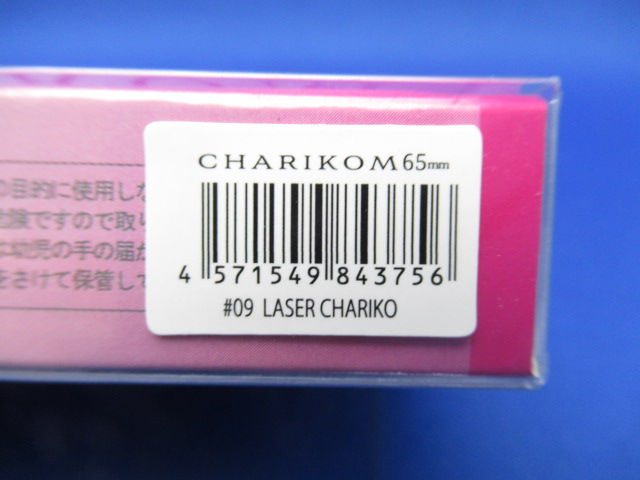 CHARIKOM 65mm
4 571549 843756
#09 LASER CHARIKO
の目的に使用しな
危険ですので取り
は幼児の手の届か
をさけて保管して